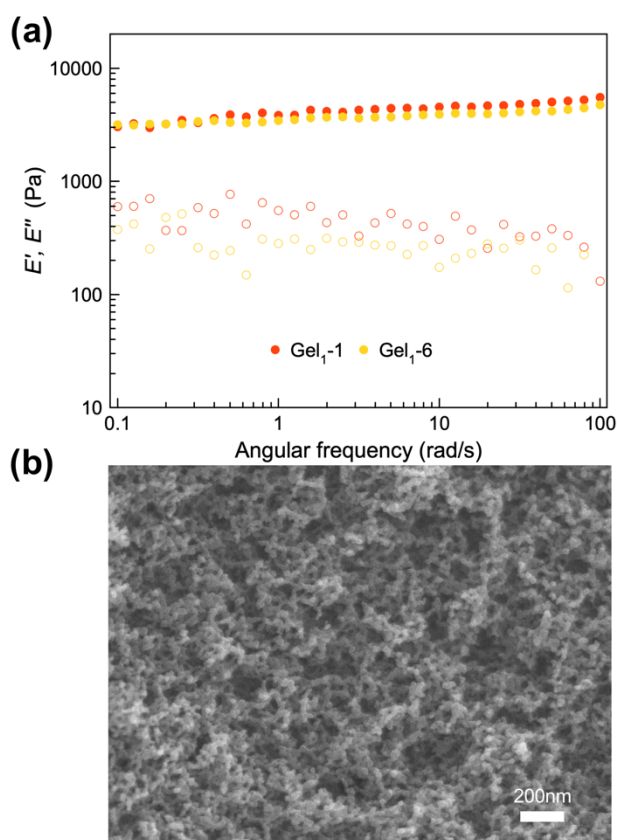 (a)
E′, E″ (Pa)
10000
1000
100
10
Gel₁-1 Gel₁-6
0.1 1 10 100
Angular frequency (rad/s)
(b)
200nm